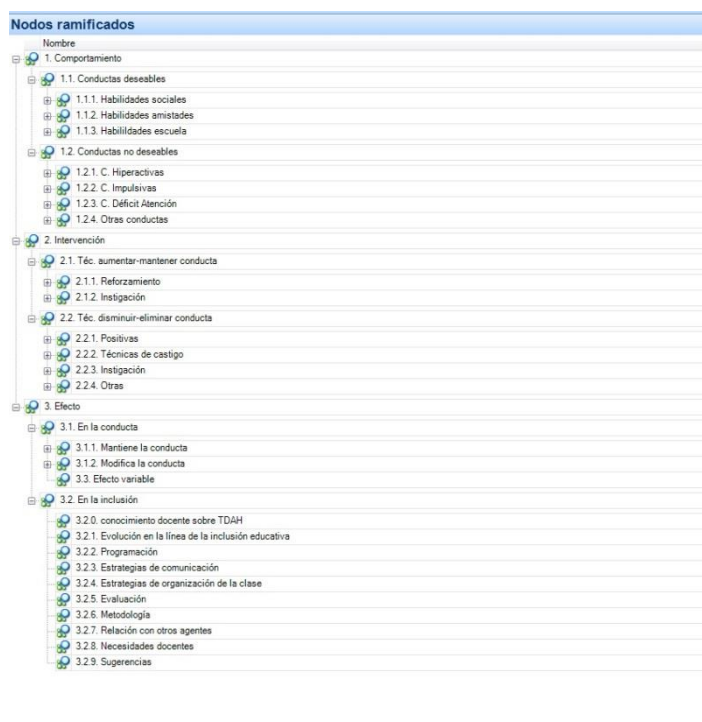 Nodos ramificados
Nombre
1. Comportamiento
1.1. Conductas deseables
1.1.1. Habilidades sociales
1.1.2. Habilidades amistades
1.1.3. Habilildades escuela
1.2. Conductas no deseables
1.2.1. C. Hiperactivas
1.2.2. C. Impulsivas
1.2.3. C. Déficit Atención
1.2.4. Otras conductas
2. Intervención
2.1. Téc. aumentar-mantener conducta
2.1.1. Reforzamiento
2.1.2. Instigación
2.2. Téc. disminuir-eliminar conducta
2.2.1. Positivas
2.2.2. Técnicas de castigo
2.2.3. Instigación
2.2.4. Otras
3. Efecto
3.1. En la conducta
3.1.1. Mantiene la conducta
3.1.2. Modifica la conducta
3.3. Efecto variable
3.2. En la inclusión
3.2.0. conocimiento docente sobre TDAH
3.2.1. Evolución en la línea de la inclusión educativa
3.2.2. Programación
3.2.3. Estrategias de comunicación
3.2.4. Estrategias de organización de la clase
3.2.5. Evaluación
3.2.6. Metodología
3.2.7. Relación con otros agentes
3.2.8. Necesidades docentes
3.2.9. Sugerencias